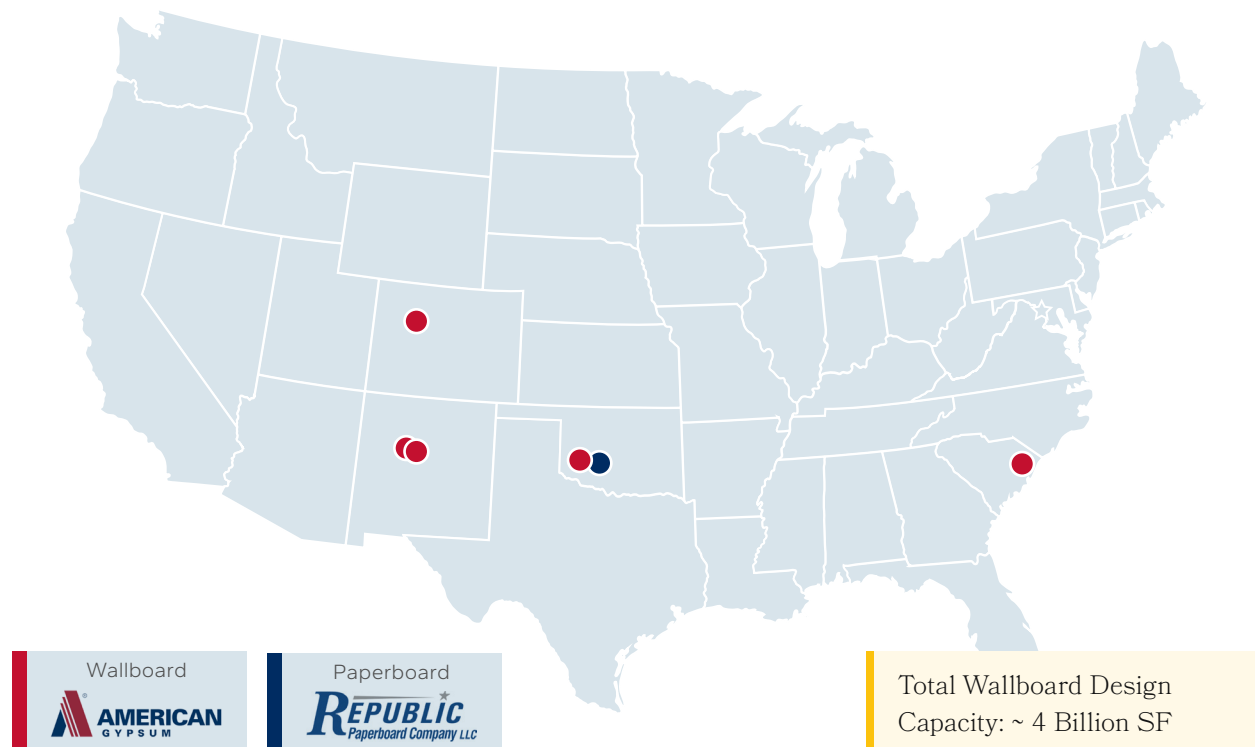 Wallboard
AMERICAN
GYPSUM
Paperboard
REPUBLIC
Paperboard Company LLC
Total Wallboard Design
Capacity: ~ 4 Billion SF